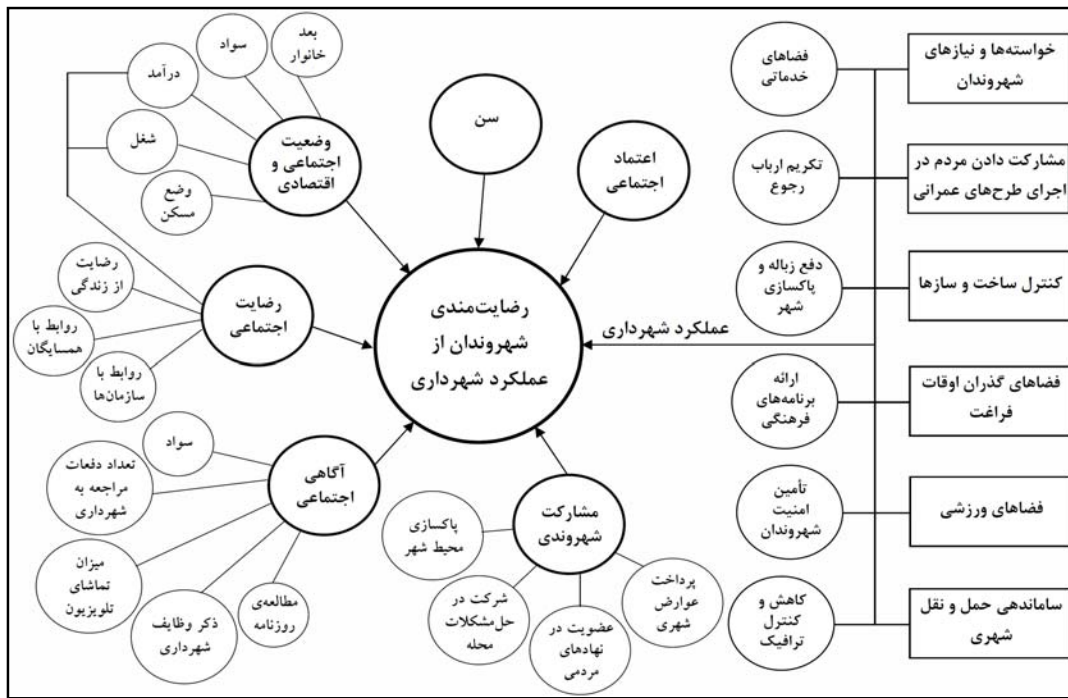 بعد
خانوار
سواد
درآمد
شغل
وضع
مسکن
وضعیت
اجتماعی و
اقتصادی
سن
اعتماد
اجتماعی
رضایت‌مندی
شهروندان از
عملکرد شهرداری
رضایت
اجتماعی
رضایت
از زندگی
روابط با
همسایگان
روابط با
سازمان‌ها
آگاهی
اجتماعی
سواد
تعداد دفعات
مراجعه به
شهرداری
میزان
تماشای
تلویزیون
ذکر وظایف
شهرداری
مطالعه‌ی
روزنامه
مشارکت
شهروندی
پاکسازی
محیط شهر
شرکت در
حل‌مشکلات
محله
عضویت در
نهادهای
مردمی
پرداخت
عوارض
شهری
عملکرد شهرداری
خواسته‌ها و نیازهای
شهروندان
مشارکت دادن مردم در
اجرای طرح‌های عمرانی
کنترل ساخت و سازها
فضاهای گذران اوقات
فراغت
فضاهای ورزشی
ساماندهی حمل و نقل
شهری
فضاهای
خدماتی
تکریم ارباب
رجوع
دفع زباله و
پاکسازی
شهر
ارائه
برنامه‌های
فرهنگی
تأمین
امنیت
شهروندان
کاهش و
کنترل
ترافیک